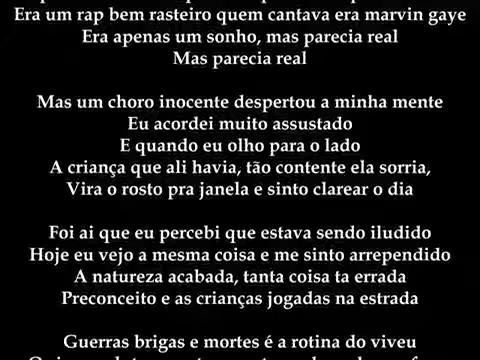 Era um rap bem rasteiro quem cantava era marvin gaye
Era apenas um sonho, mas parecia real
Mas parecia real
Mas um choro inocente despertou a minha mente
Eu acordei muito assustado
E quando eu olho para o lado
A criança que ali havia, tão contente ela sorria,
Vira o rosto pra janela e sinto clarear o dia
Foi ai que eu percebi que estava sendo iludido
Hoje eu vejo a mesma coisa e me sinto arrependido
A natureza acabada, tanta coisa ta errada
Preconceito e as crianças jogadas na estrada
Guerras brigas e mortes é a rotina do viveu